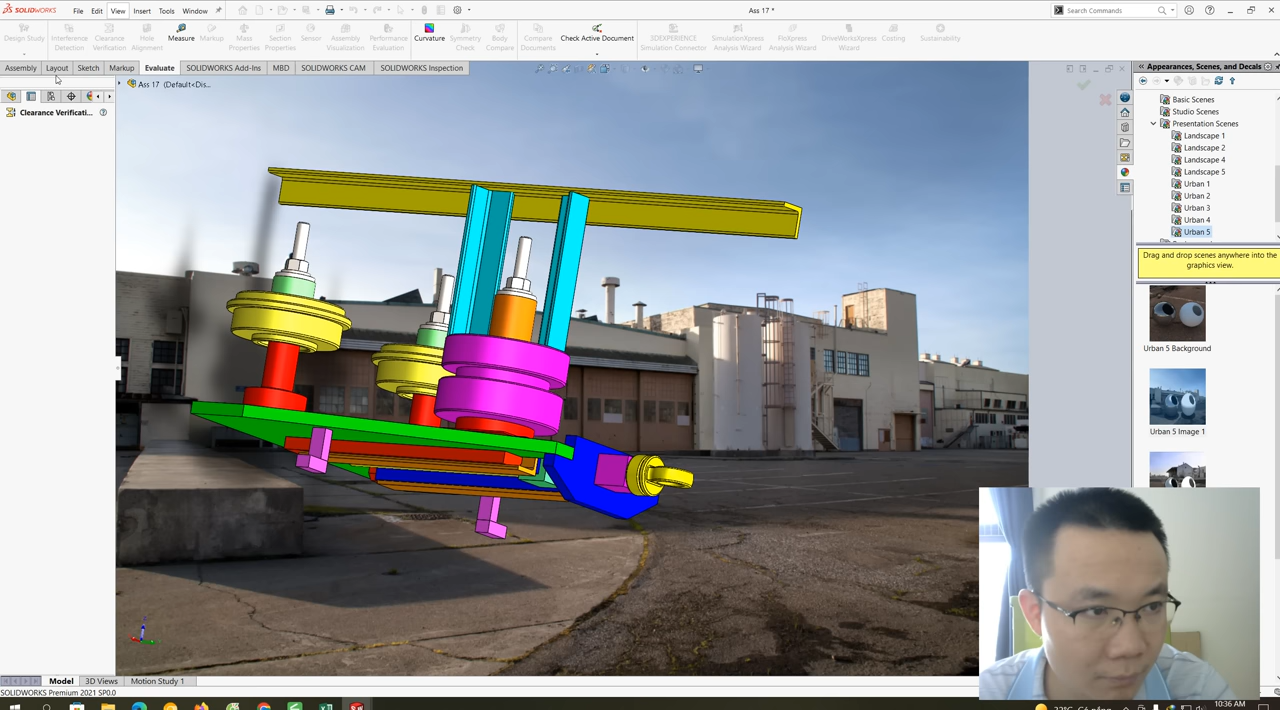 SOLIDWORKS File Edit View Insert Tools Window
Ass 17 *
Search Commands
Design Study
Interference Detection
Clearance Verification
Hole Alignment
Measure
Markup
Mass Properties
Section Properties
Sensor
Assembly Visualization
Performance Evaluation
Curvature
Symmetry Check
Body Compare
Compare Documents
Check Active Document
3DEXPERIENCE Simulation Connector
SimulationXpress Analysis Wizard
FloXpress Analysis Wizard
DriveWorksXpress Wizard
Costing
Sustainability
Assembly Layout Sketch Markup Evaluate SOLIDWORKS Add-Ins MBD SOLIDWORKS CAM SOLIDWORKS Inspection
Appearances, Scenes, and Decals
Ass 17 (Default<Dis...
Clearance Verificati...
Basic Scenes
Studio Scenes
Presentation Scenes
Landscape 1
Landscape 2
Landscape 4
Landscape 5
Urban 1
Urban 2
Urban 3
Urban 4
Urban 5
Drag and drop scenes anywhere into the
graphics view.
Urban 5 Background
Urban 5 Image 1
Model 3D Views Motion Study 1
SOLIDWORKS Premium 2021 SP0.0
10:36 AM